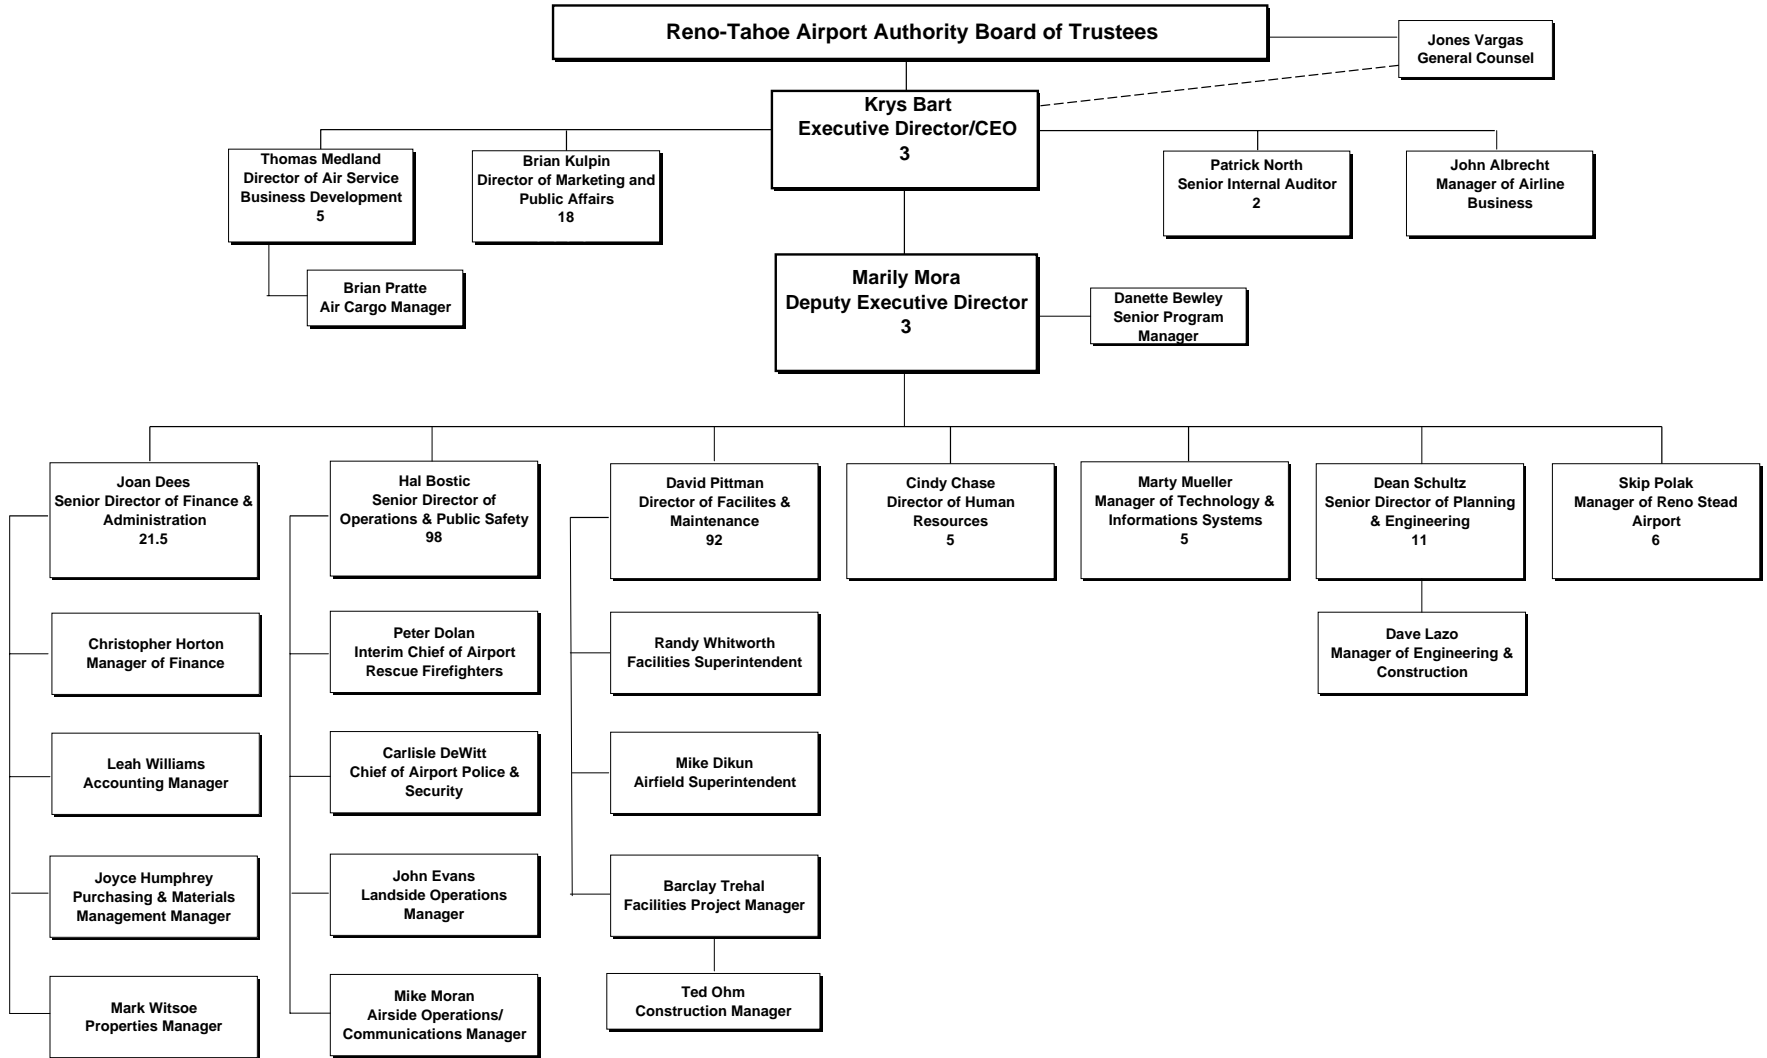 Reno-Tahoe Airport Authority Board of Trustees
Jones Vargas
General Counsel
Krys Bart
Executive Director/CEO
3
Thomas Medland
Director of Air Service
Business Development
5
Brian Kulpin
Director of Marketing and
Public Affairs
18
Patrick North
Senior Internal Auditor
2
John Albrecht
Manager of Airline
Business
Brian Pratte
Air Cargo Manager
Marily Mora
Deputy Executive Director
3
Danette Bewley
Senior Program
Manager
Joan Dees
Senior Director of Finance &
Administration
21.5
Hal Bostic
Senior Director of
Operations & Public Safety
98
David Pittman
Director of Facilites &
Maintenance
92
Cindy Chase
Director of Human
Resources
5
Marty Mueller
Manager of Technology &
Informations Systems
5
Dean Schultz
Senior Director of Planning
& Engineering
11
Skip Polak
Manager of Reno Stead
Airport
6
Christopher Horton
Manager of Finance
Peter Dolan
Interim Chief of Airport
Rescue Firefighters
Randy Whitworth
Facilities Superintendent
Dave Lazo
Manager of Engineering &
Construction
Leah Williams
Accounting Manager
Carlisle DeWitt
Chief of Airport Police &
Security
Mike Dikun
Airfield Superintendent
Joyce Humphrey
Purchasing & Materials
Management Manager
John Evans
Landside Operations
Manager
Barclay Trehal
Facilities Project Manager
Mark Witsoe
Properties Manager
Mike Moran
Airside Operations/
Communications Manager
Ted Ohm
Construction Manager